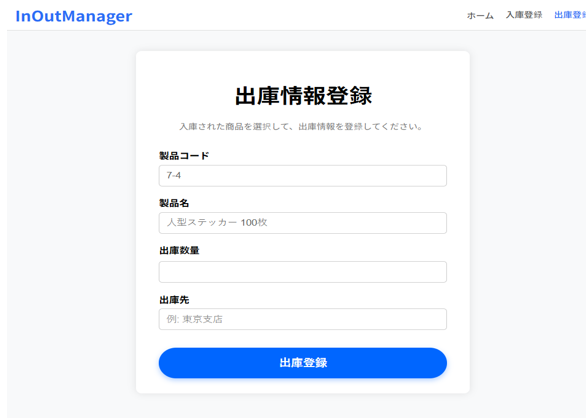 InOutManager
ホーム 入庫登録 出庫登録
出庫情報登録
入庫された商品を選択して、出庫情報を登録してください。
製品コード
7-4
製品名
人型ステッカー 100枚
出庫数量
出庫先
例: 東京支店
出庫登録